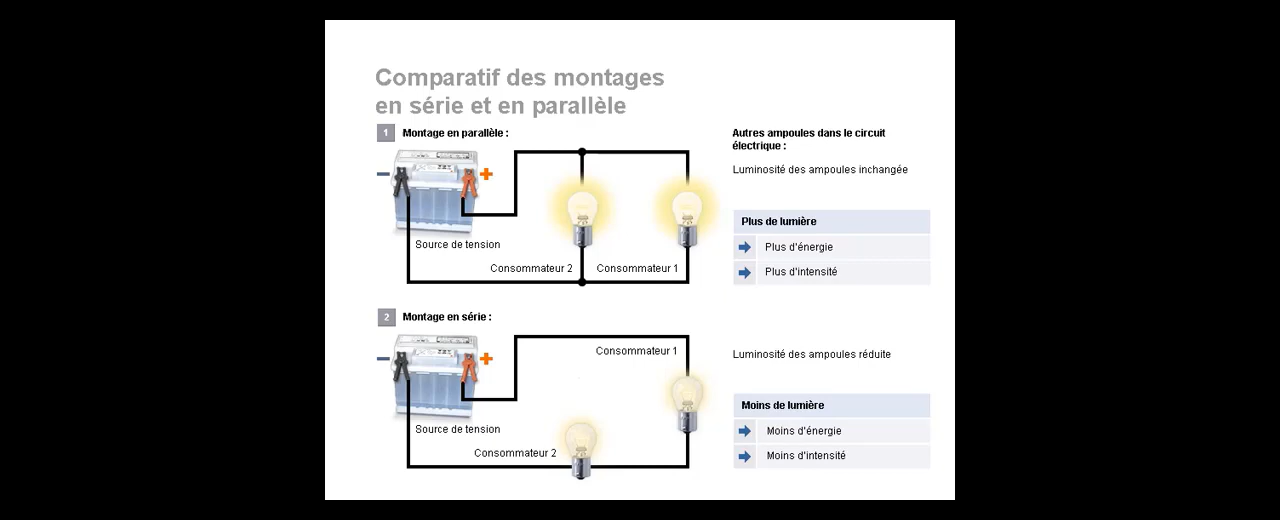 Comparatif des montages
en série et en parallèle
1 Montage en parallèle :
Autres ampoules dans le circuit
électrique :
Luminosité des ampoules inchangée
Plus de lumière
Plus d'énergie
Plus d'intensité
Source de tension
Consommateur 2
Consommateur 1
2 Montage en série :
Consommateur 1
Luminosité des ampoules réduite
Moins de lumière
Moins d'énergie
Moins d'intensité
Source de tension
Consommateur 2